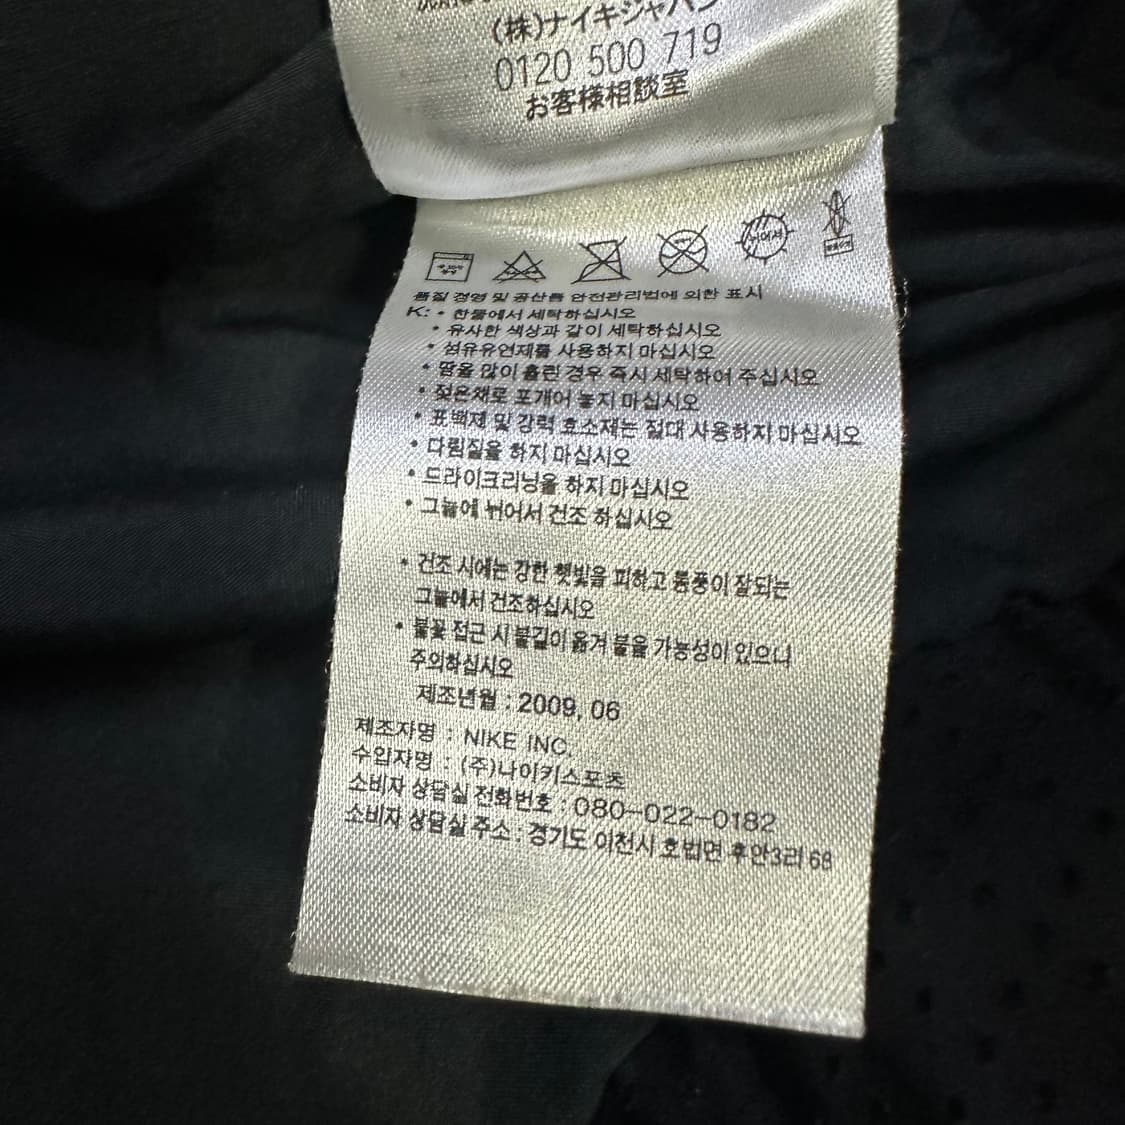 (株)ナイキジャパン
0120 500 719
お客様相談室
품질 경영 및 공산품 안전관리법에 의한 표시
K: • 찬물에서 세탁하십시오
• 유사한 색상과 같이 세탁하십시오
• 섬유유연제를 사용하지 마십시오
• 땀을 많이 흘린 경우 즉시 세탁하여 주십시오
• 젖은채로 포개어 놓지 마십시오
• 표백제 및 강력 효소재는 절대 사용하지 마십시오
• 다림질을 하지 마십시오
• 드라이크리닝을 하지 마십시오
• 그늘에 뉘어서 건조 하십시오
• 건조 시에는 강한 햇빛을 피하고 통풍이 잘되는
그늘에서 건조하십시오
• 불꽃 접근 시 불길이 옮겨 붙을 가능성이 있으니
주의하십시오
제조년월 : 2009, 06
제조자명 : NIKE INC.
수입자명 : (주)나이키스포츠
소비자 상담실 전화번호 : 080-022-0182
소비자 상담실 주소 : 경기도 이천시 호법면 후안3리 68